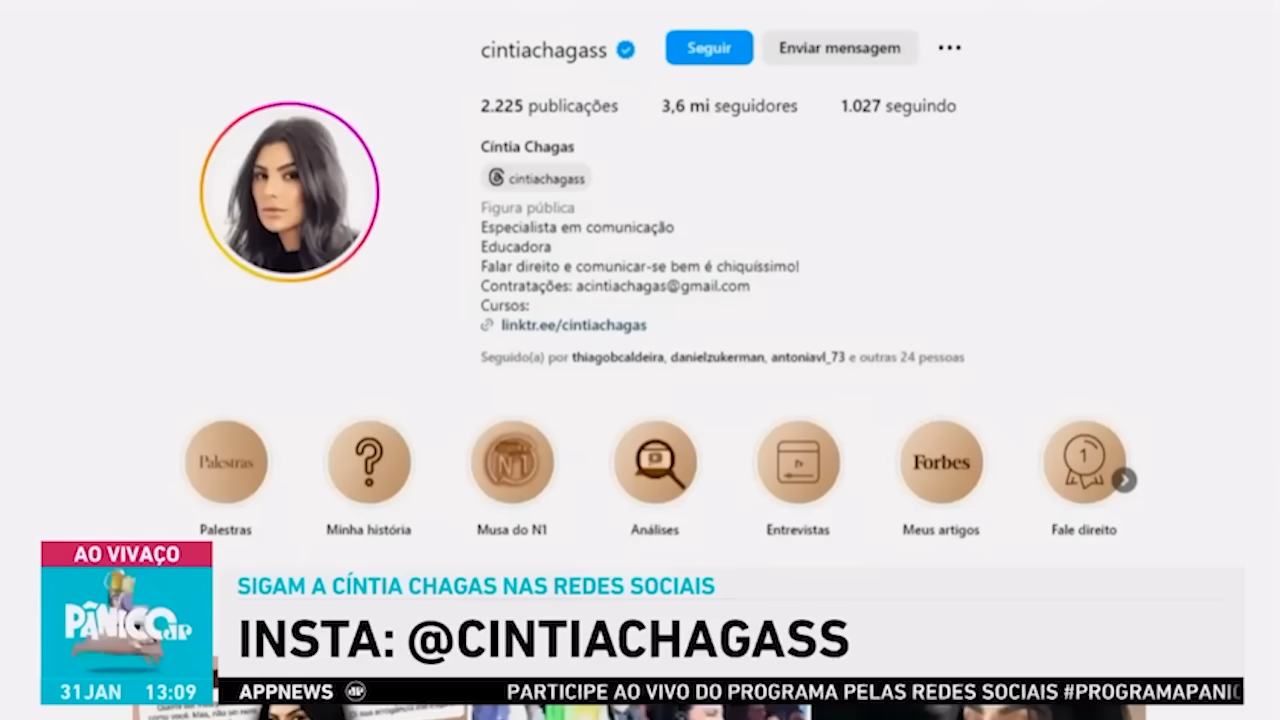 cintiachagass
Seguir
Enviar mensagem
2.225 publicações
3,6 mi seguidores
1.027 seguindo
Cíntia Chagas
cintiachagass
Figura pública
Especialista em comunicação
Educadora
Falar direito e comunicar-se bem é chiquíssimo!
Contratações: acintiachagas@gmail.com
Cursos:
linktr.ee/cintiachagas
Seguido(a) por thiagobcaldeira, danielzukerman, antoniavl_73 e outras 24 pessoas
Palestras
N1
Forbes
1
Palestras
Minha história
Musa do N1
Análises
Entrevistas
Meus artigos
Fale direito
AO VIVAÇO
PÂNICO JP
31 JAN 13:09
SIGAM A CÍNTIA CHAGAS NAS REDES SOCIAIS
INSTA: @CINTIACHAGASS
APPNEWS JP PARTICIPE AO VIVO DO PROGRAMA PELAS REDES SOCIAIS #PROGRAMAPANIC